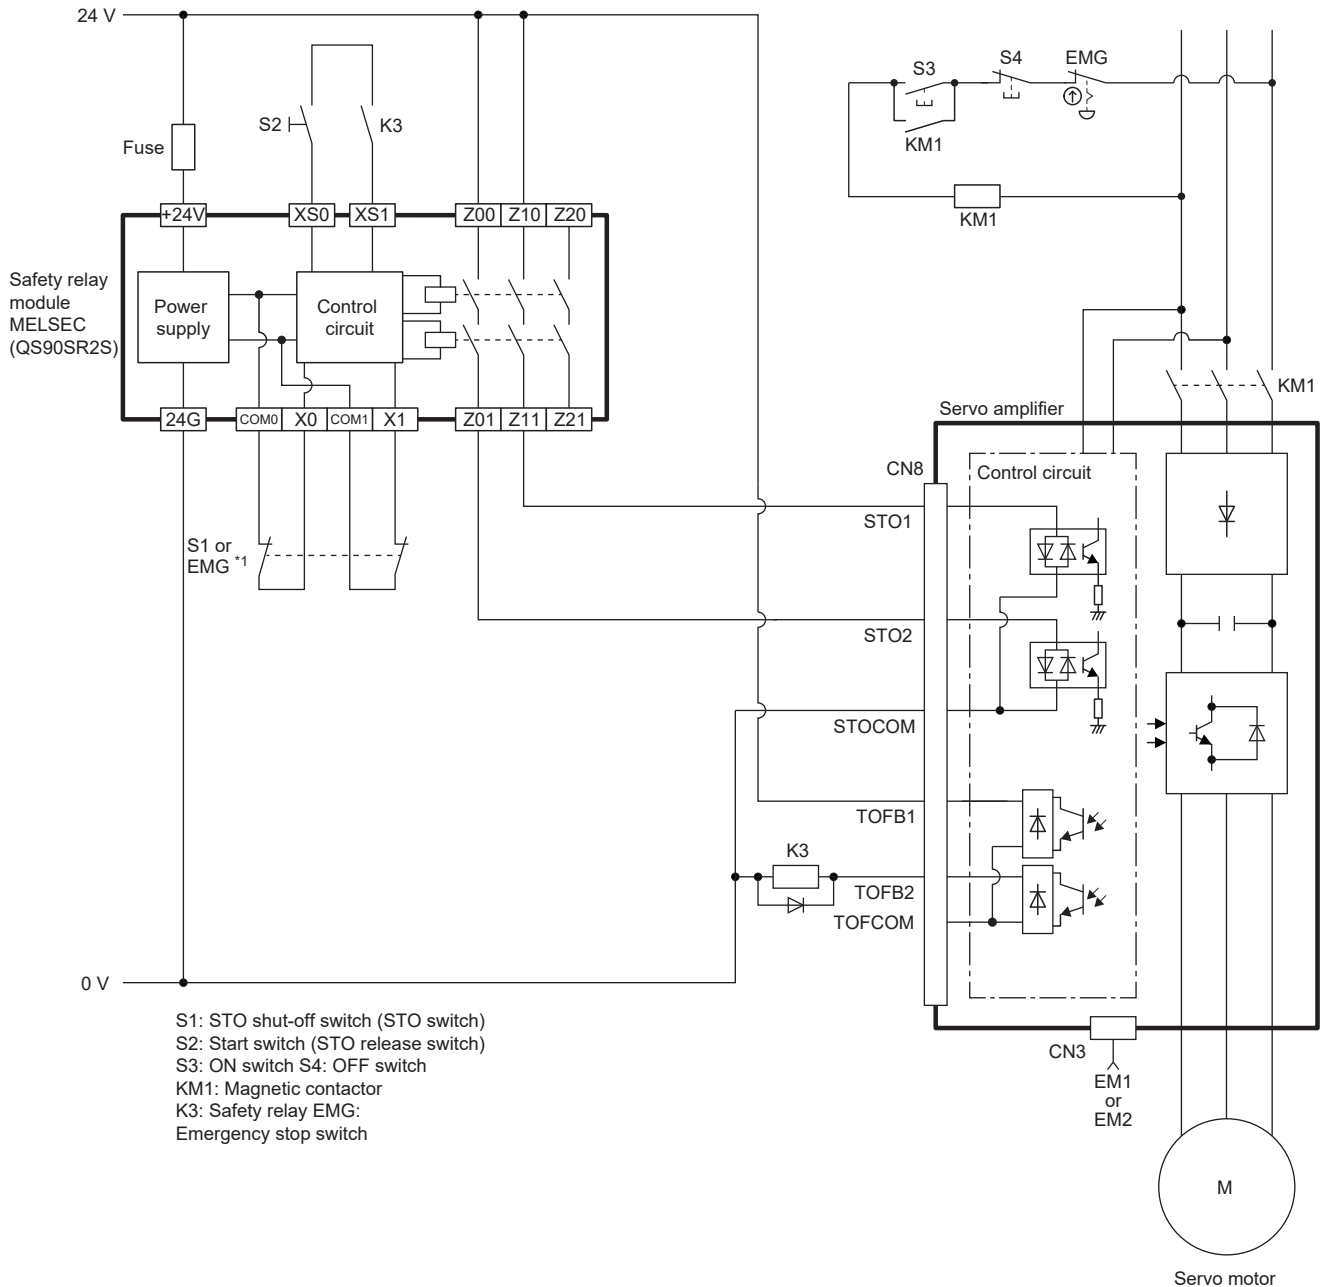 24 V
S3
S4
EMG
S2
K3
Fuse
KM1
+24V
XS0
XS1
Z00
Z10
Z20
KM1
Safety relay
module
MELSEC
(QS90SR2S)
Power
supply
Control
circuit
KM1
24G
COM0
X0
COM1
X1
Z01
Z11
Z21
Servo amplifier
CN8
Control circuit
STO1
S1 or
EMG *1
STO2
STOCOM
TOFB1
K3
TOFB2
TOFCOM
0 V
S1: STO shut-off switch (STO switch)
S2: Start switch (STO release switch)
S3: ON switch S4: OFF switch
KM1: Magnetic contactor
K3: Safety relay EMG:
Emergency stop switch
CN3
EM1
or
EM2
M
Servo motor